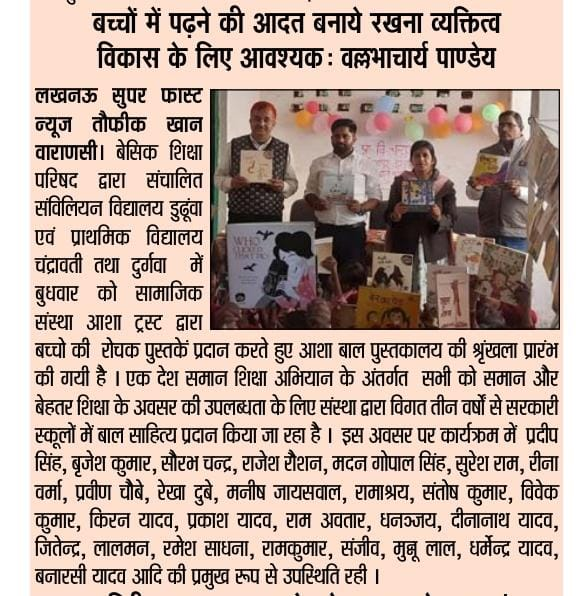 बच्चों में पढ़ने की आदत बनाये रखना व्यक्तित्व
विकास के लिए आवश्यकः वल्लभाचार्य पाण्डेय
लखनऊ सुपर फास्ट
न्यूज तौफीक खान
वाराणसी। बेसिक शिक्षा
परिषद द्वारा संचालित
संविलियन विद्यालय डुढूंवा
एवं प्राथमिक विद्यालय
चंद्रावती तथा दुर्गवा में
बुधवार को सामाजिक
संस्था आशा ट्रस्ट द्वारा
बच्चो की रोचक पुस्तकें प्रदान करते हुए आशा बाल पुस्तकालय की श्रृंखला प्रारंभ
की गयी है । एक देश समान शिक्षा अभियान के अंतर्गत सभी को समान और
बेहतर शिक्षा के अवसर की उपलब्धता के लिए संस्था द्वारा विगत तीन वर्षो से सरकारी
स्कूलों में बाल साहित्य प्रदान किया जा रहा है । इस अवसर पर कार्यक्रम में प्रदीप
सिंह, बृजेश कुमार, सौरभ चन्द्र, राजेश रौशन, मदन गोपाल सिंह, सुरेश राम, रीना
वर्मा, प्रवीण चौबे, रेखा दुबे, मनीष जायसवाल, रामाश्रय, संतोष कुमार, विवेक
कुमार, किरन यादव, प्रकाश यादव, राम अवतार, धनञ्जय, दीनानाथ यादव,
जितेन्द्र, लालमन, रमेश साधना, रामकुमार, संजीव, मुन्नू लाल, धर्मेन्द्र यादव,
बनारसी यादव आदि की प्रमुख रूप से उपस्थिति रही ।
WHO
CLICKED
THAT PIC?